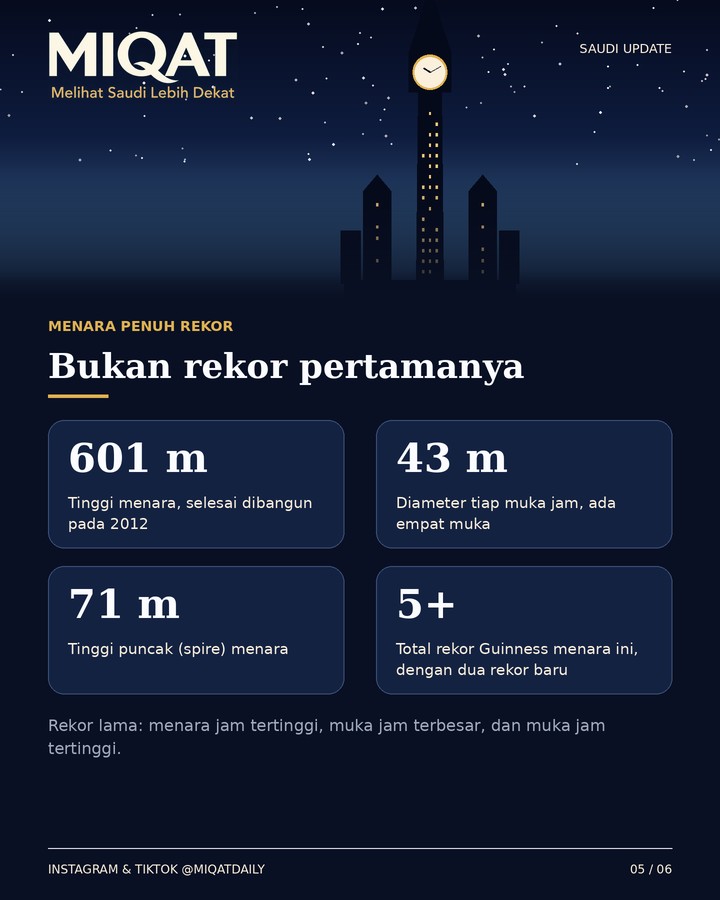 MIQAT
Melihat Saudi Lebih Dekat
SAUDI UPDATE
MENARA PENUH REKOR
Bukan rekor pertamanya
601 m
Tinggi menara, selesai dibangun
pada 2012
43 m
Diameter tiap muka jam, ada
empat muka
71 m
Tinggi puncak (spire) menara
5+
Total rekor Guinness menara ini,
dengan dua rekor baru
Rekor lama: menara jam tertinggi, muka jam terbesar, dan muka jam
tertinggi.
INSTAGRAM & TIKTOK @MIQATDAILY
05 / 06